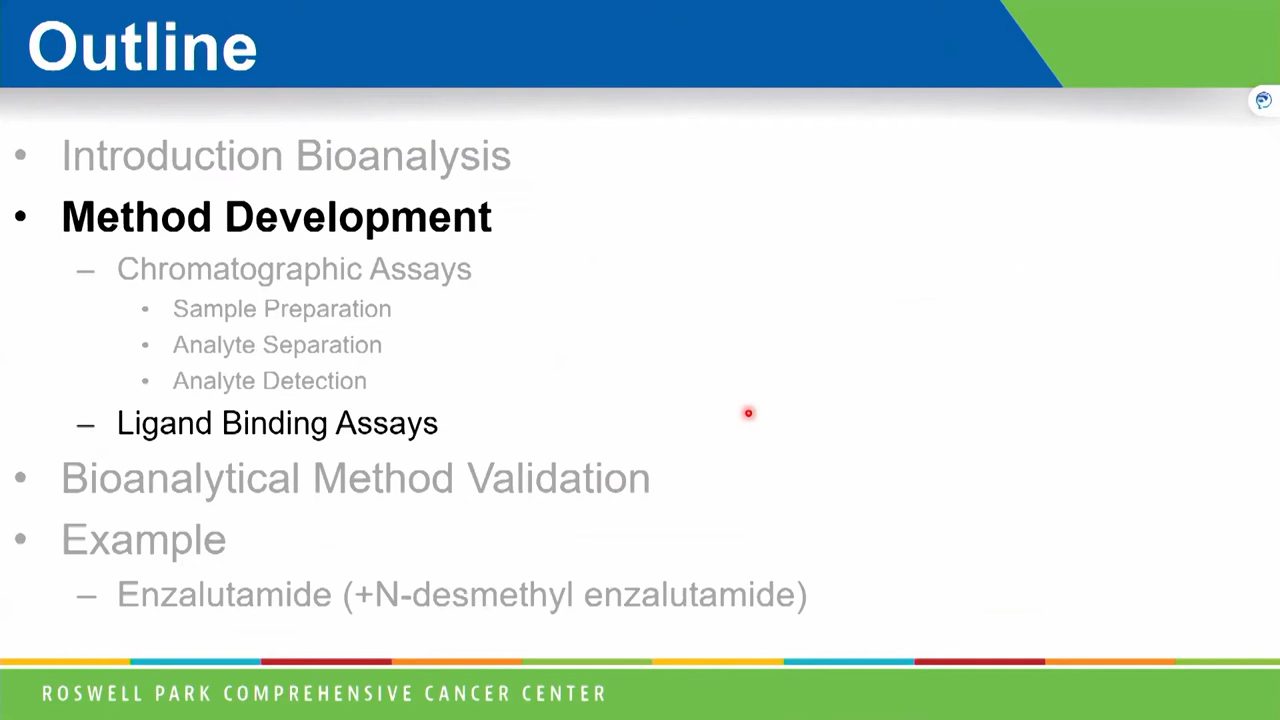 Outline
• Introduction Bioanalysis
• Method Development
– Chromatographic Assays
• Sample Preparation
• Analyte Separation
• Analyte Detection
– Ligand Binding Assays
• Bioanalytical Method Validation
• Example
– Enzalutamide (+N-desmethyl enzalutamide)
ROSWELL PARK COMPREHENSIVE CANCER CENTER